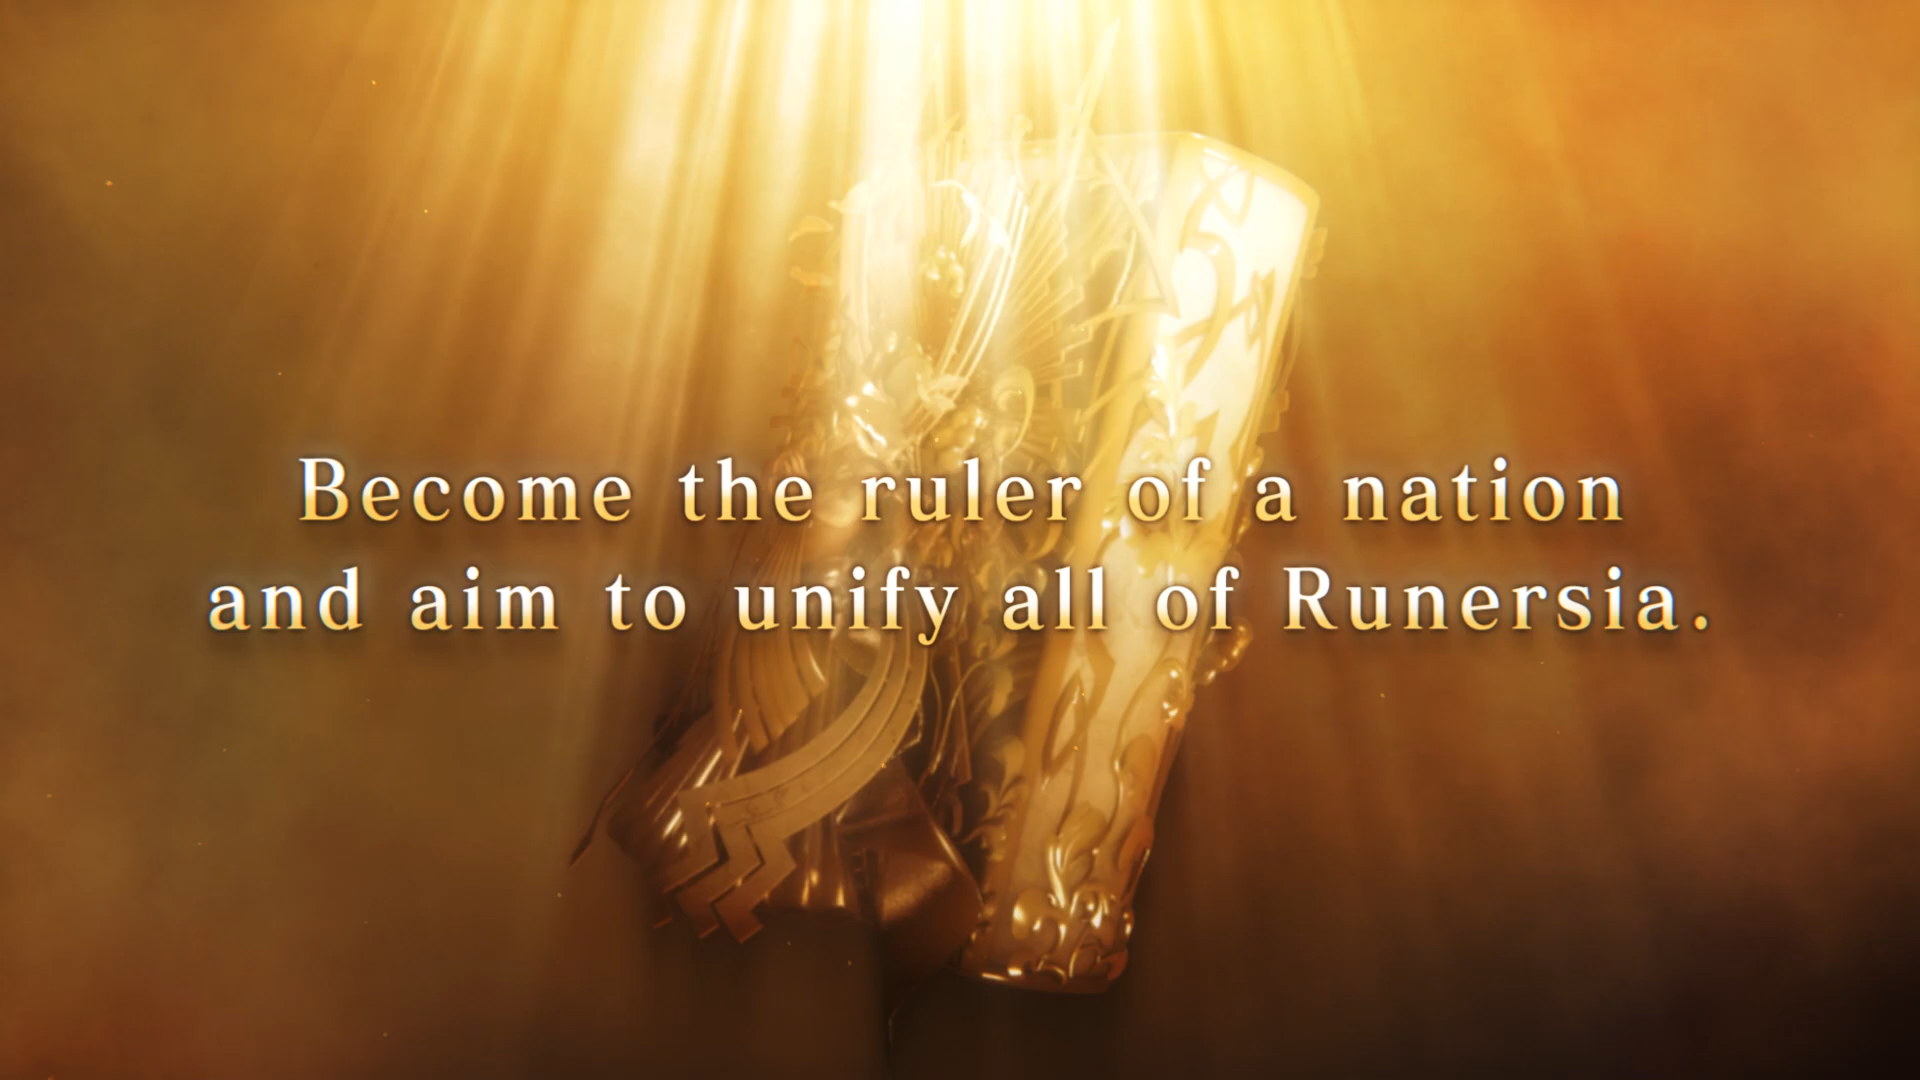 Become the ruler of a nation
and aim to unify all of Runersia.